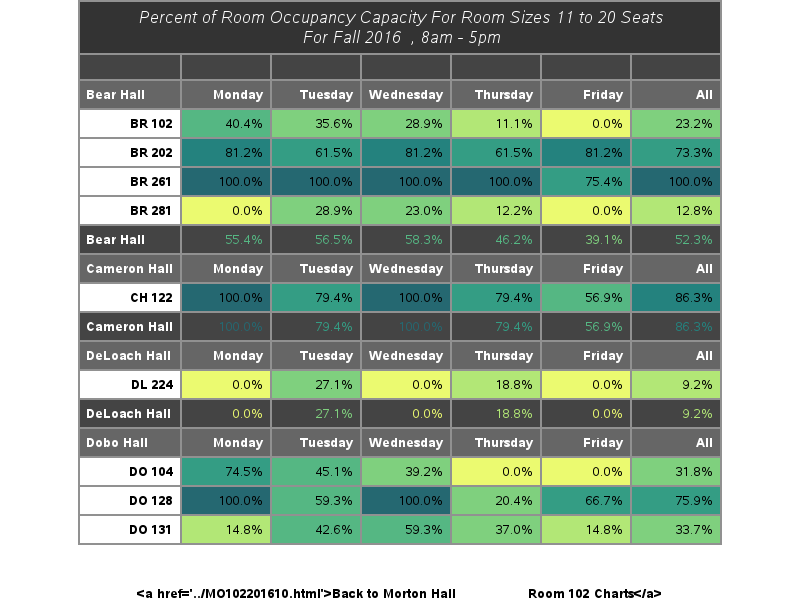 Percent of Room Occupancy Capacity For Room Sizes 11 to 20 Seats
For Fall 2016 , 8am - 5pm
Bear Hall Monday Tuesday Wednesday Thursday Friday All
BR 102 40.4% 35.6% 28.9% 11.1% 0.0% 23.2%
BR 202 81.2% 61.5% 81.2% 61.5% 81.2% 73.3%
BR 261 100.0% 100.0% 100.0% 100.0% 75.4% 100.0%
BR 281 0.0% 28.9% 23.0% 12.2% 0.0% 12.8%
Bear Hall 55.4% 56.5% 58.3% 46.2% 39.1% 52.3%
Cameron Hall Monday Tuesday Wednesday Thursday Friday All
CH 122 100.0% 79.4% 100.0% 79.4% 56.9% 86.3%
Cameron Hall 100.0% 79.4% 100.0% 79.4% 56.9% 86.3%
DeLoach Hall Monday Tuesday Wednesday Thursday Friday All
DL 224 0.0% 27.1% 0.0% 18.8% 0.0% 9.2%
DeLoach Hall 0.0% 27.1% 0.0% 18.8% 0.0% 9.2%
Dobo Hall Monday Tuesday Wednesday Thursday Friday All
DO 104 74.5% 45.1% 39.2% 0.0% 0.0% 31.8%
DO 128 100.0% 59.3% 100.0% 20.4% 66.7% 75.9%
DO 131 14.8% 42.6% 59.3% 37.0% 14.8% 33.7%
<a href='../MO102201610.html'>Back to Morton Hall Room 102 Charts</a>